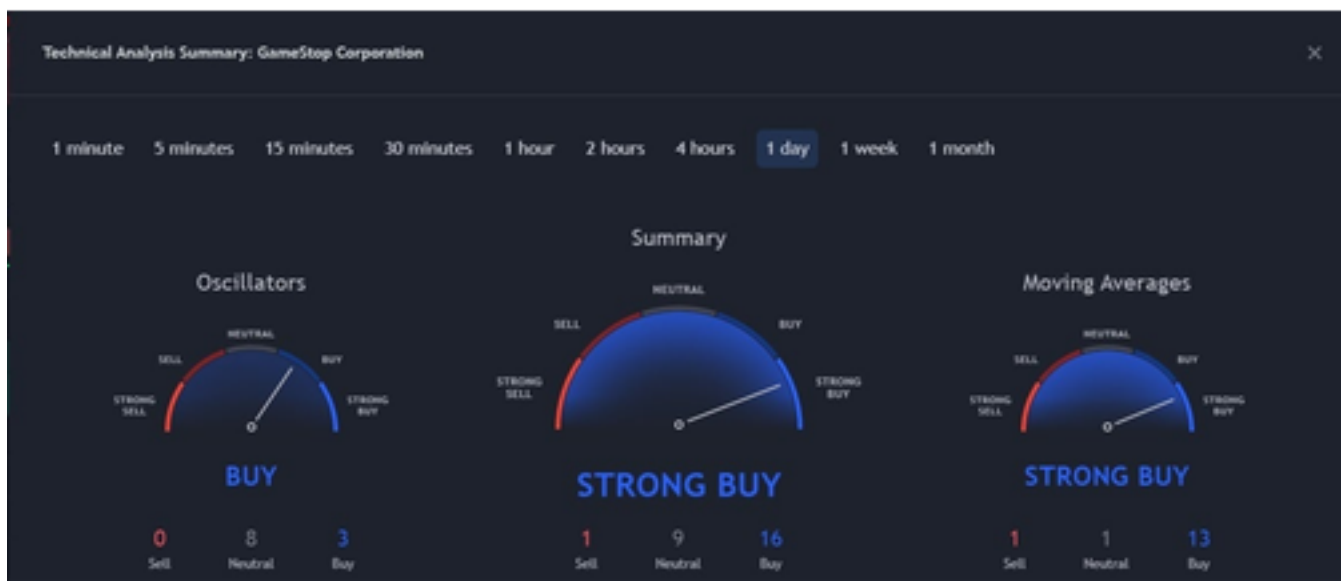 Technical Analysis Summary: GameStop Corporation
×
1 minute 5 minutes 15 minutes 30 minutes 1 hour 2 hours 4 hours 1 day 1 week 1 month
Summary
Oscillators
NEUTRAL
SELL BUY
STRONG SELL STRONG BUY
BUY
0 8 3
Sell Neutral Buy
NEUTRAL
SELL BUY
STRONG SELL STRONG BUY
STRONG BUY
1 9 16
Sell Neutral Buy
Moving Averages
NEUTRAL
SELL BUY
STRONG SELL STRONG BUY
STRONG BUY
1 1 13
Sell Neutral Buy